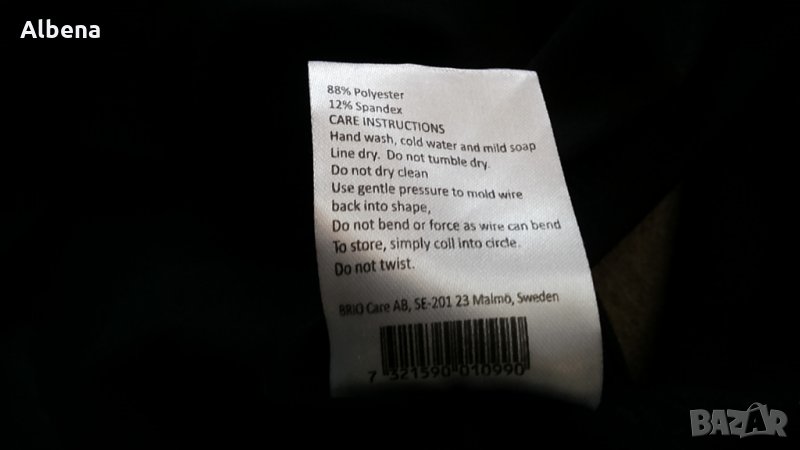 Albena
88% Polyester
12% Spandex
CARE INSTRUCTIONS
Hand wash, cold water and mild soap
Line dry. Do not tumble dry.
Do not dry clean
Use gentle pressure to mold wire
back into shape,
Do not bend or force as wire can bend
To store, simply coil into circle.
Do not twist.
BRIO Care AB, SE-201 23 Malmö, Sweden
7 321590 010990
BAZAR